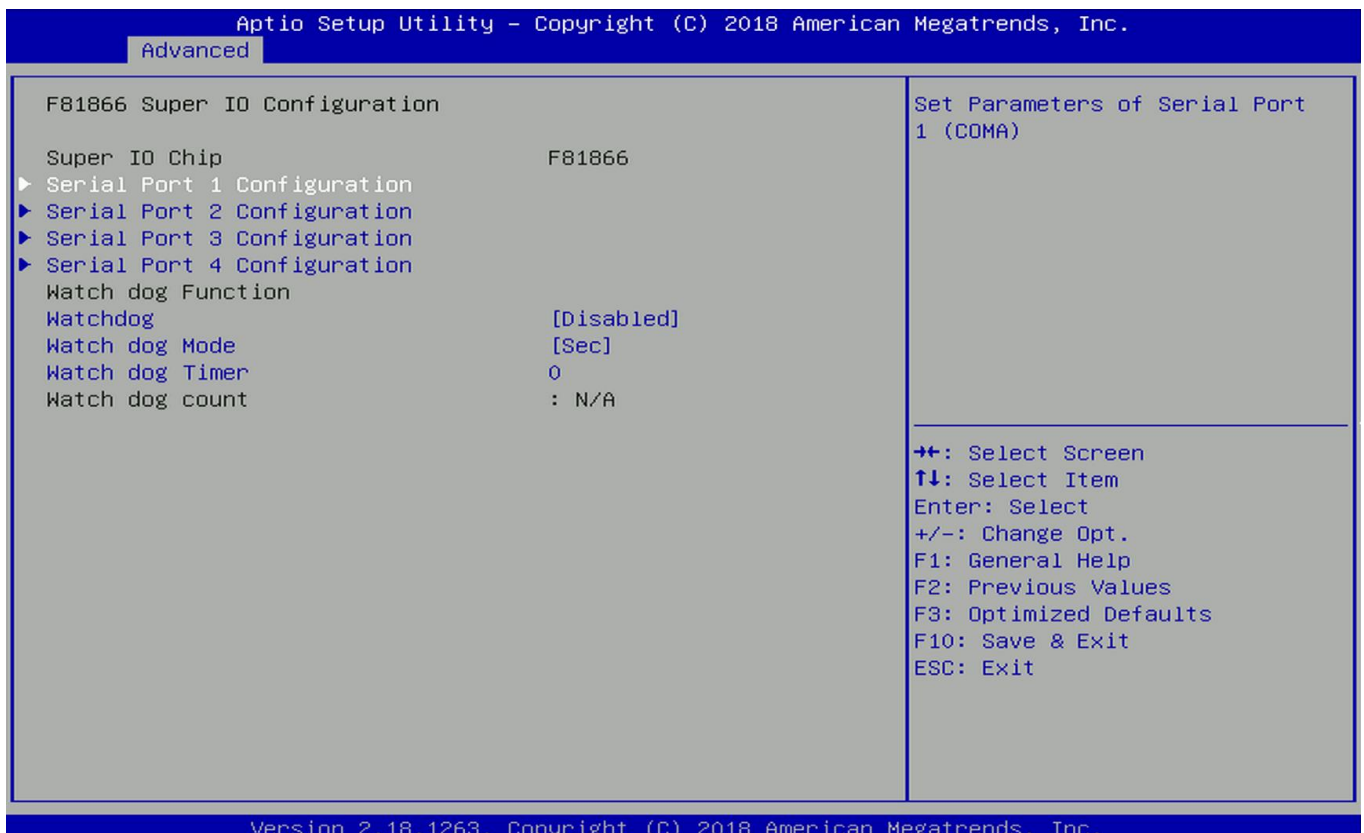 Aptio Setup Utility – Copyright (C) 2018 American Megatrends, Inc.
Advanced
F81866 Super IO Configuration
Super IO Chip F81866
Serial Port 1 Configuration
Serial Port 2 Configuration
Serial Port 3 Configuration
Serial Port 4 Configuration
Watch dog Function
Watchdog [Disabled]
Watch dog Mode [Sec]
Watch dog Timer 0
Watch dog count : N/A
Set Parameters of Serial Port
1 (COMA)
→←: Select Screen
↑↓: Select Item
Enter: Select
+/-: Change Opt.
F1: General Help
F2: Previous Values
F3: Optimized Defaults
F10: Save & Exit
ESC: Exit
Version 2.18.1263. Copyright (C) 2018 American Megatrends, Inc.